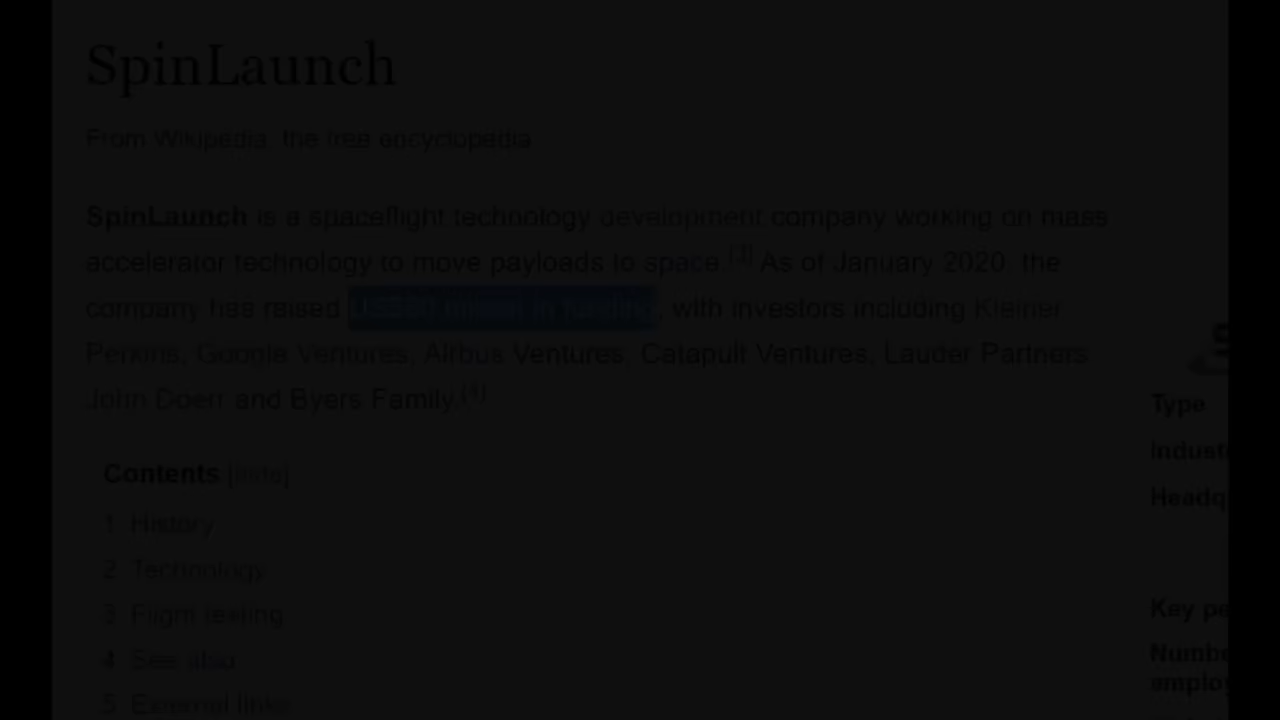 SpinLaunch
From Wikipedia, the free encyclopedia
SpinLaunch is a spaceflight technology development company working on mass
accelerator technology to move payloads to space.[3] As of January 2020, the
company has raised million in funding, with investors including Kleiner
Perkins, Google Ventures, Airbus Ventures, Catapult Ventures, Lauder Partners
John Doerr and Byers Family.[4]
Type
Contents [hide]
Industr
Headq
1 History
2 Technology
3 Flight testing
Key pe
4 See also
Numbe
emplo
5 External links